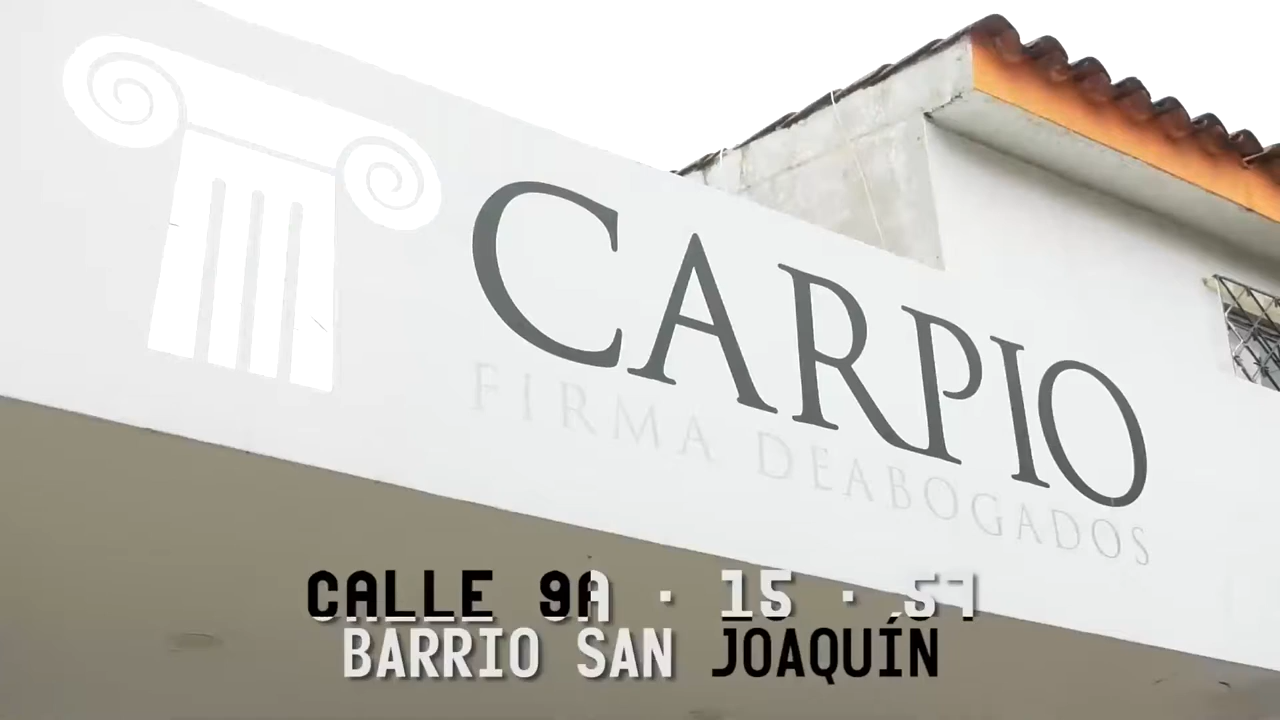 CARPIO
FIRMA DEABOGADOS
CALLE 9A · 15 · 57
BARRIO SAN JOAQUÍN